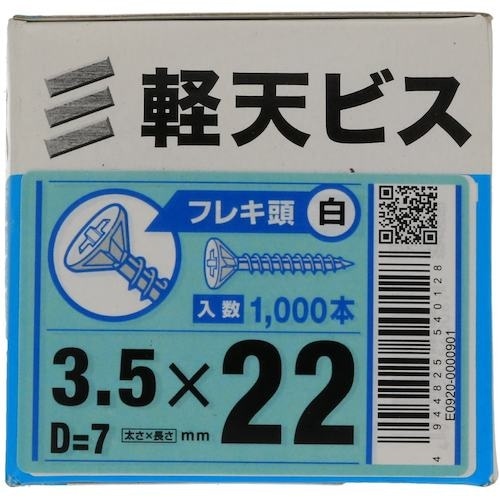 軽天ビス
フレキ頭 白
入数 1,000本
3.5×22
D=7 太さ×長さ mm
4 944825 540128
E0920-0000901